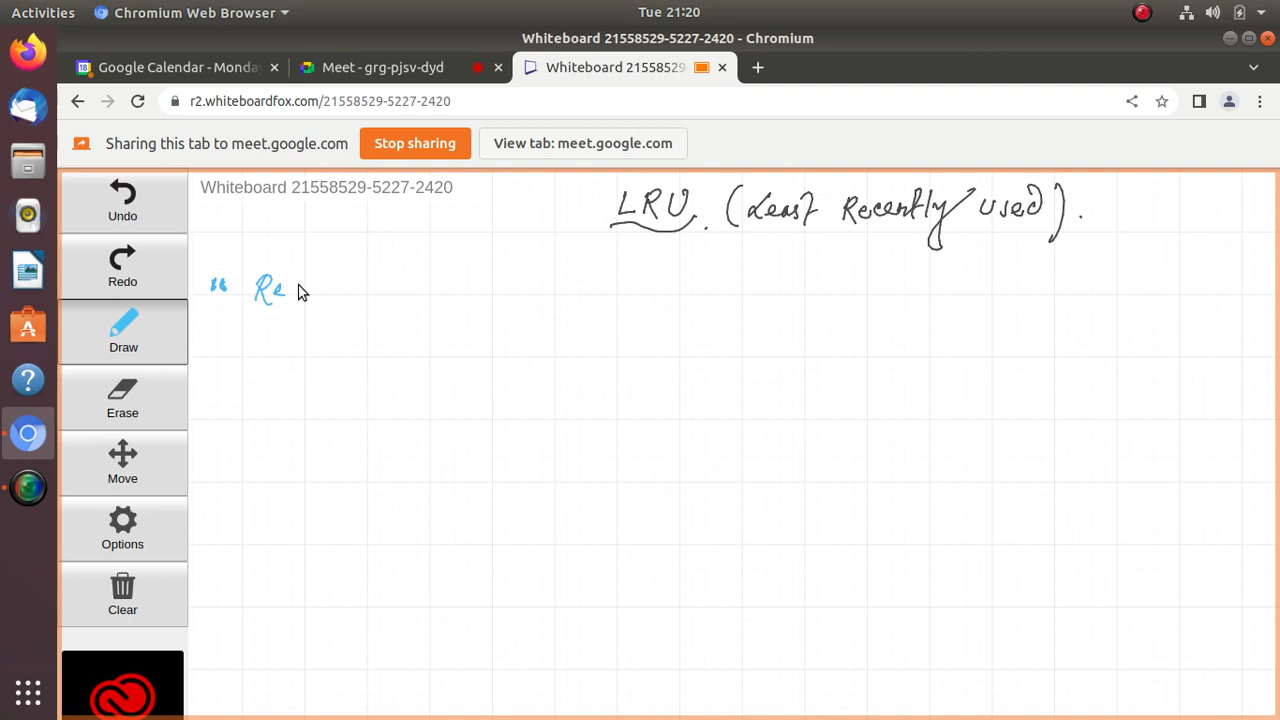 Activities
Chromium Web Browser
Tue 21:20
Whiteboard 21558529-5227-2420 - Chromium
Google Calendar - Monda
Meet - grg-pjsv-dyd
Whiteboard 21558529-
r2.whiteboardfox.com/21558529-5227-2420
Sharing this tab to meet.google.com
Stop sharing
View tab: meet.google.com
Whiteboard 21558529-5227-2420
LRU. (Least Recently used).
“ Re
Undo
Redo
Draw
Erase
Move
Options
Clear